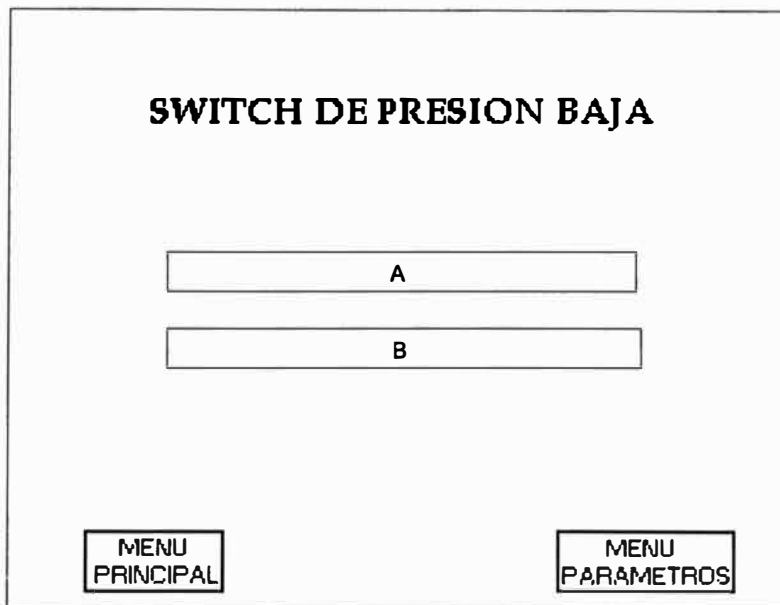 SWITCH DE PRESION BAJA
A
B
MENU
PRINCIPAL
MENU
PARAMETROS